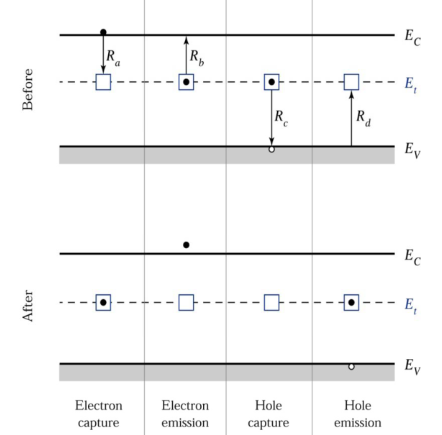 Before
E_C
R_a
R_b
E_t
R_c
R_d
E_V
After
E_C
E_t
E_V
Electron capture
Electron emission
Hole capture
Hole emission